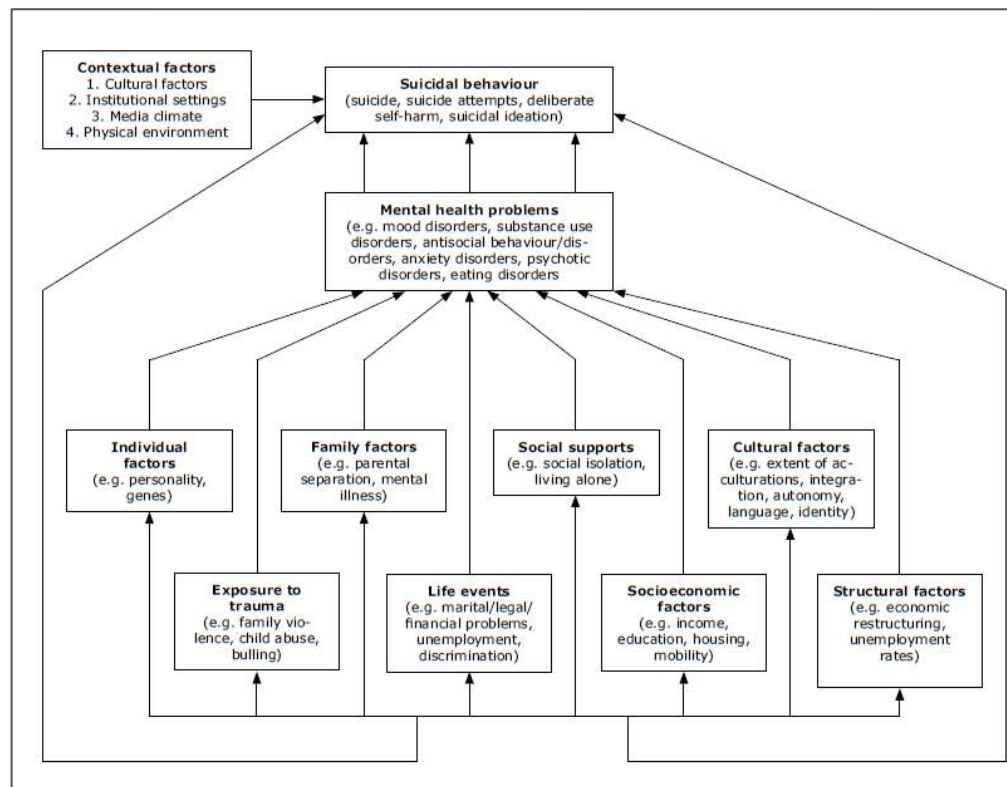 Contextual factors
1. Cultural factors
2. Institutional settings
3. Media climate
4. Physical environment
Suicidal behaviour
(suicide, suicide attempts, deliberate
self-harm, suicidal ideation)
Mental health problems
(e.g. mood disorders, substance use
disorders, antisocial behaviour/dis-
orders, anxiety disorders, psychotic
disorders, eating disorders
Individual
factors
(e.g. personality,
genes)
Family factors
(e.g. parental
separation, mental
illness)
Social supports
(e.g. social isolation,
living alone)
Cultural factors
(e.g. extent of ac-
culturations, integra-
tion, autonomy,
language, identity)
Exposure to
trauma
(e.g. family vio-
lence, child abuse,
bulling)
Life events
(e.g. marital/legal/
financial problems,
unemployment,
discrimination)
Socioeconomic
factors
(e.g. income,
education, housing,
mobility)
Structural factors
(e.g. economic
restructuring,
unemployment
rates)